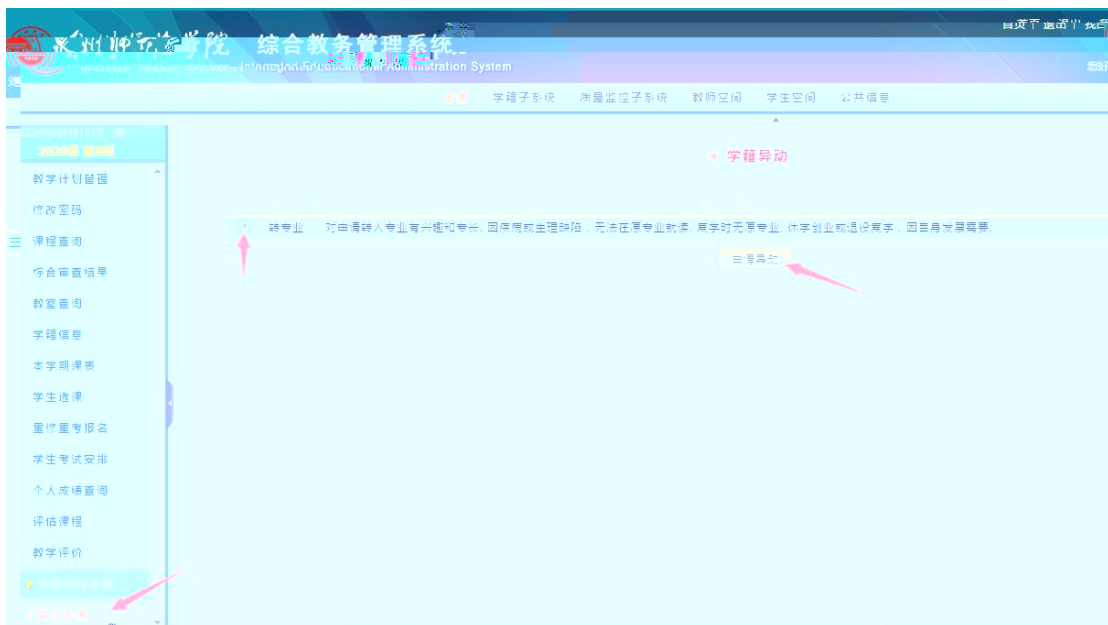 泉州师范学院 综合教务管理系统
学籍子系统 质量监控子系统 教师空间 学生空间 公共信息
学籍异动
教学计划管理
修改密码
转专业 对申请转入专业有兴趣和专长, 因疾病或生理缺陷,无法在原专业就读, 复学时无原专业, 休学创业或退役复学,因自身发展需要,
课程查询
申请异动
综合审查结果
教室查询
学籍信息
本学期课表
学生选课
重修重考报名
学生考试安排
个人成绩查询
评估课程
教学评价